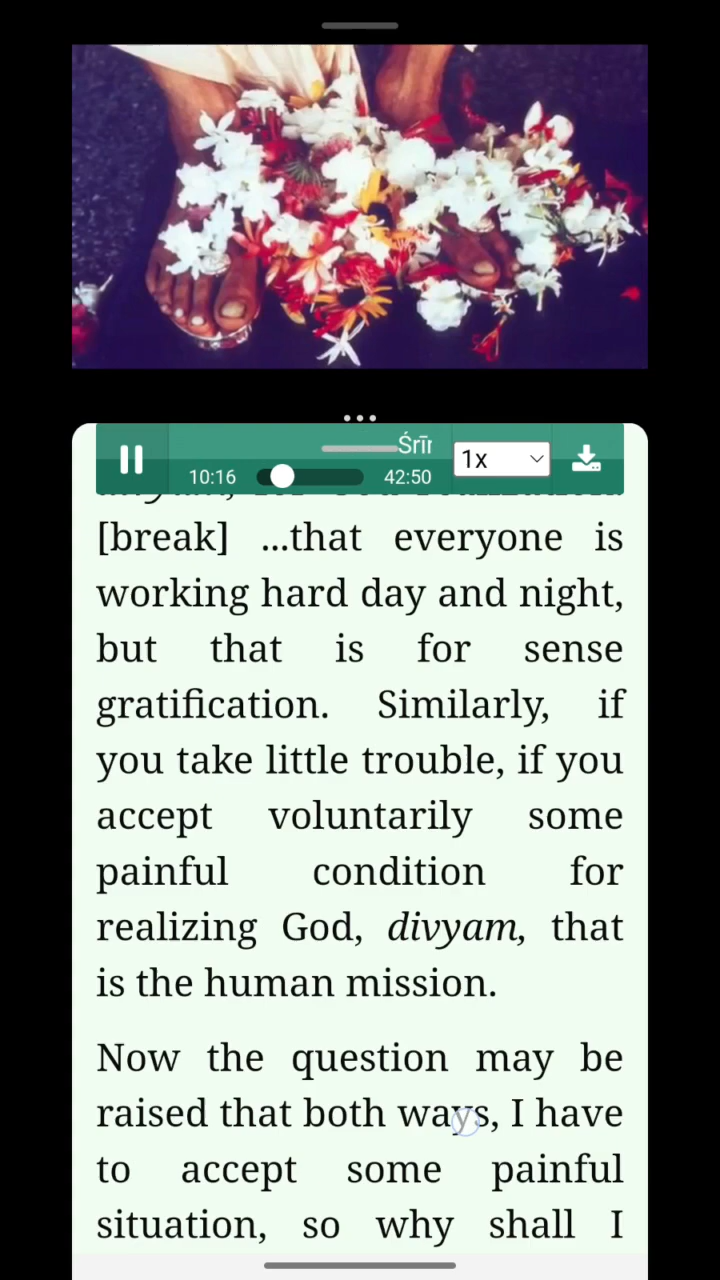 Śrīr
10:16
42:50
1x
[break] ...that everyone is
working hard day and night,
but that is for sense
gratification. Similarly, if
you take little trouble, if you
accept voluntarily some
painful condition for
realizing God, divyam, that
is the human mission.
Now the question may be
raised that both ways, I have
to accept some painful
situation, so why shall I